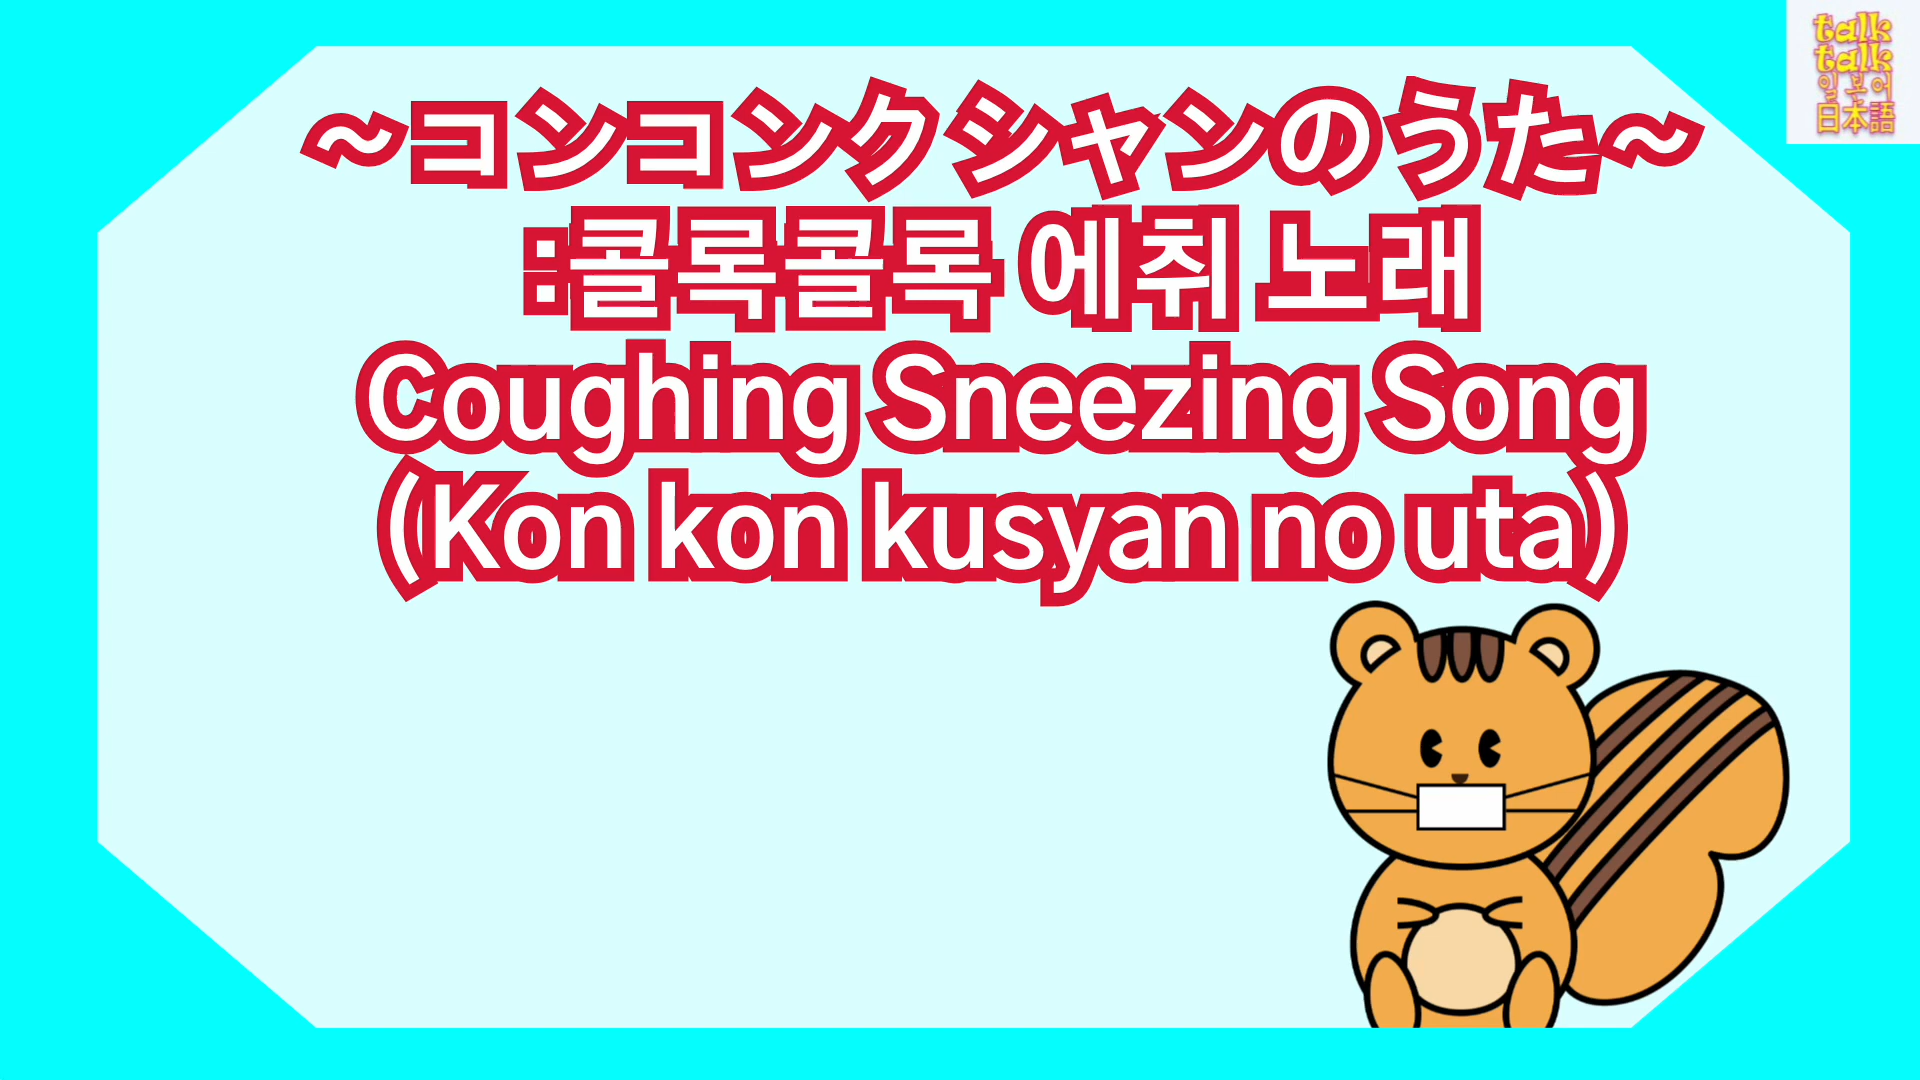 ~コンコンクシャンのうた~
:콜록콜록 에취 노래
Coughing Sneezing Song
(Kon kon kusyan no uta)
talk
talk
일본어
日本語